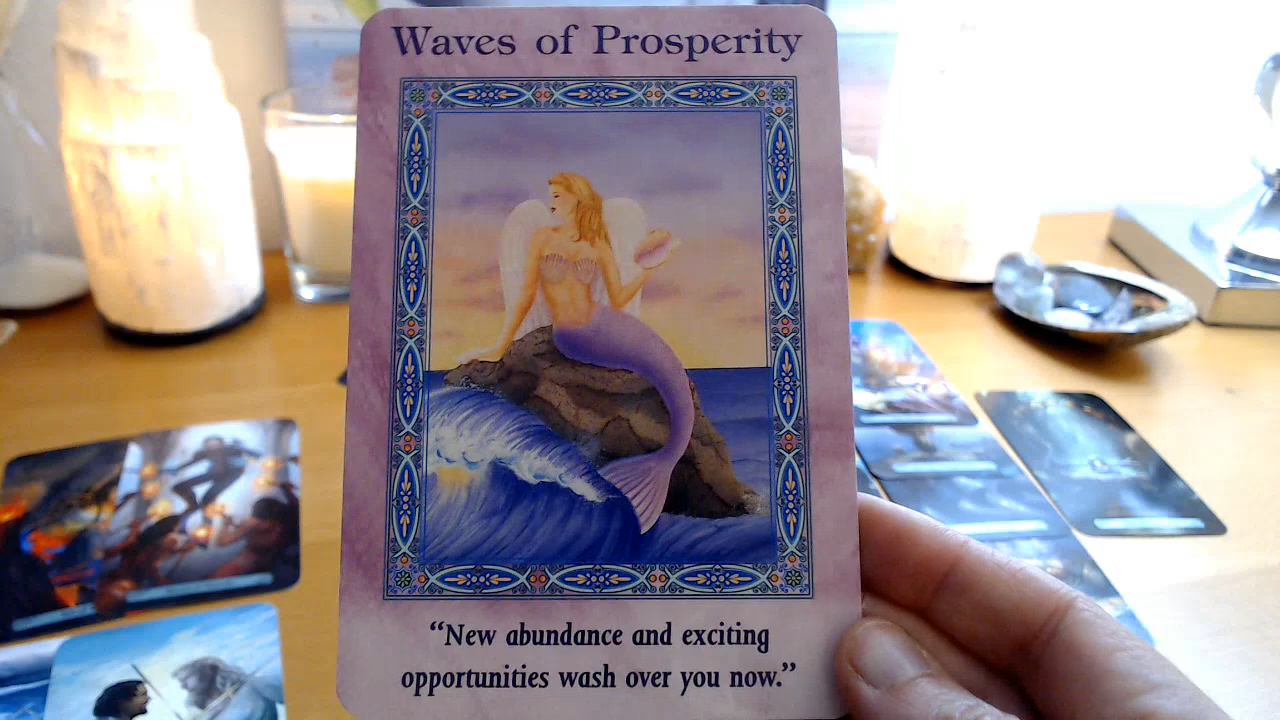 Waves of Prosperity
“New abundance and exciting
opportunities wash over you now.”